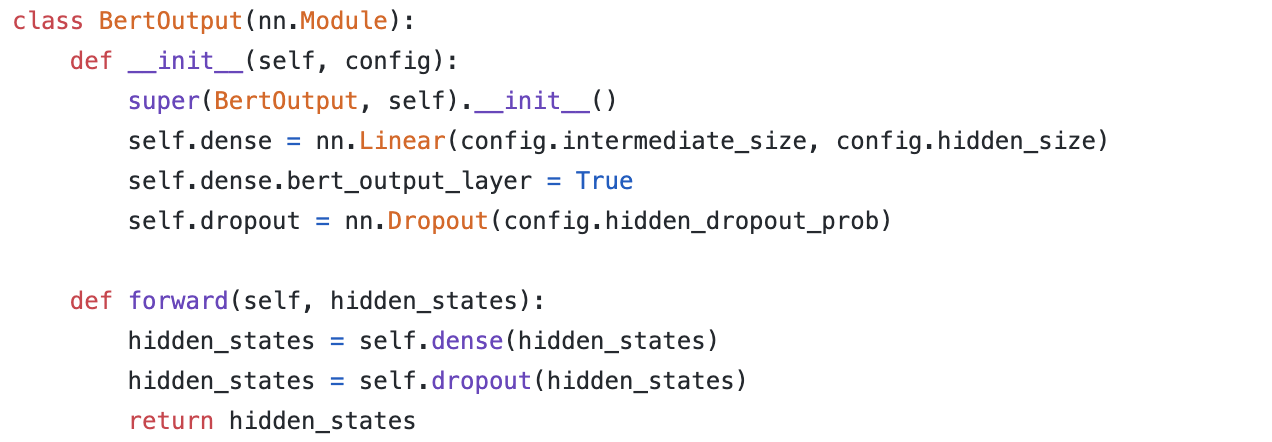 class BertOutput(nn.Module):
    def __init__(self, config):
        super(BertOutput, self).__init__()
        self.dense = nn.Linear(config.intermediate_size, config.hidden_size)
        self.dense.bert_output_layer = True
        self.dropout = nn.Dropout(config.hidden_dropout_prob)

    def forward(self, hidden_states):
        hidden_states = self.dense(hidden_states)
        hidden_states = self.dropout(hidden_states)
        return hidden_states